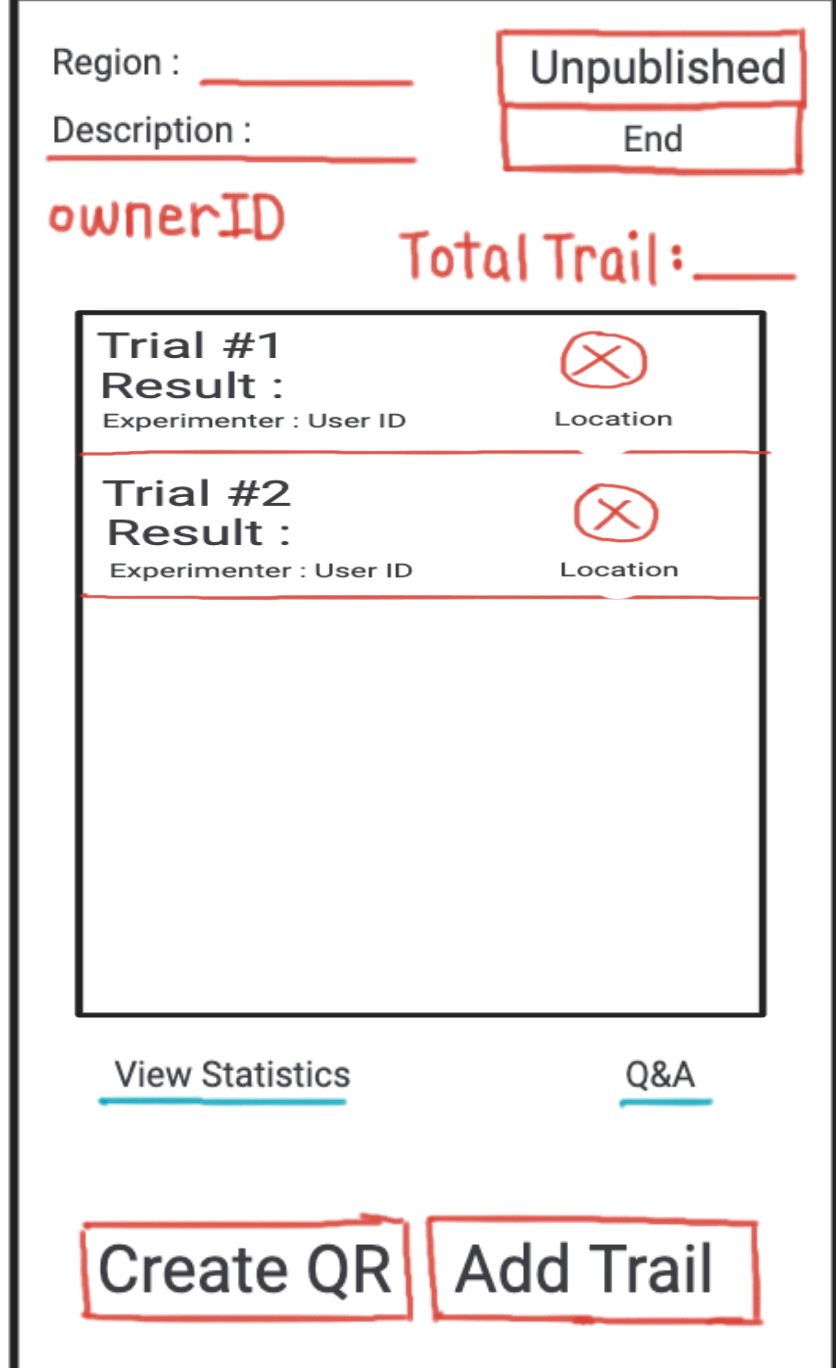 Region :
Unpublished
Description :
End
ownerID
Total Trail:
Trial #1
Result :
Experimenter : User ID
Location
Trial #2
Result :
Experimenter : User ID
Location
View Statistics
Q&A
Create QR
Add Trail